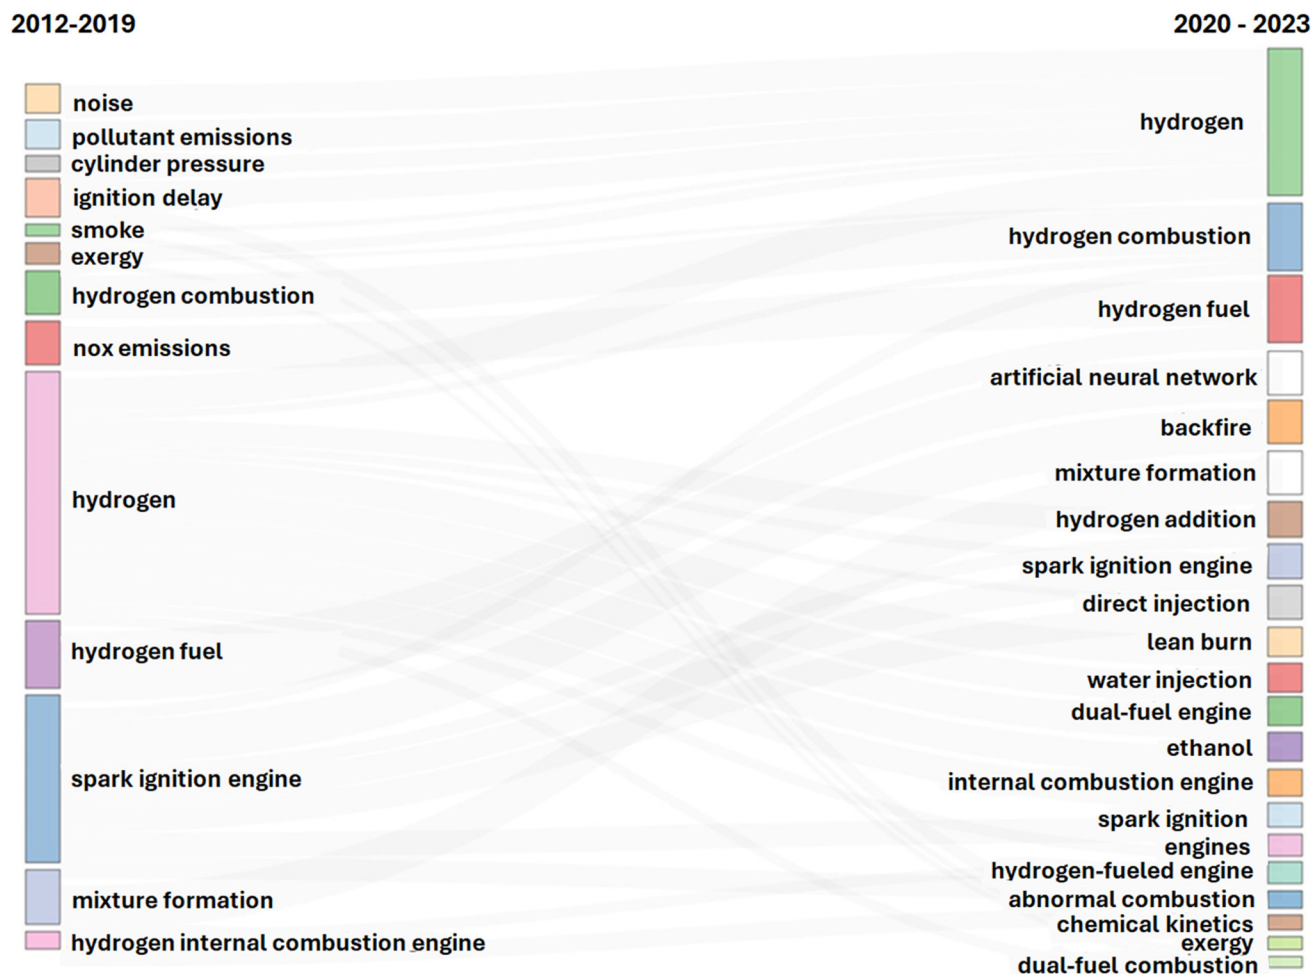 2012-2019
noise
pollutant emissions
cylinder pressure
ignition delay
smoke
exergy
hydrogen combustion
nox emissions
hydrogen
hydrogen fuel
spark ignition engine
mixture formation
hydrogen internal combustion engine
2020 - 2023
hydrogen
hydrogen combustion
hydrogen fuel
artificial neural network
backfire
mixture formation
hydrogen addition
spark ignition engine
direct injection
lean burn
water injection
dual-fuel engine
ethanol
internal combustion engine
spark ignition
engines
hydrogen-fueled engine
abnormal combustion
chemical kinetics
exergy
dual-fuel combustion